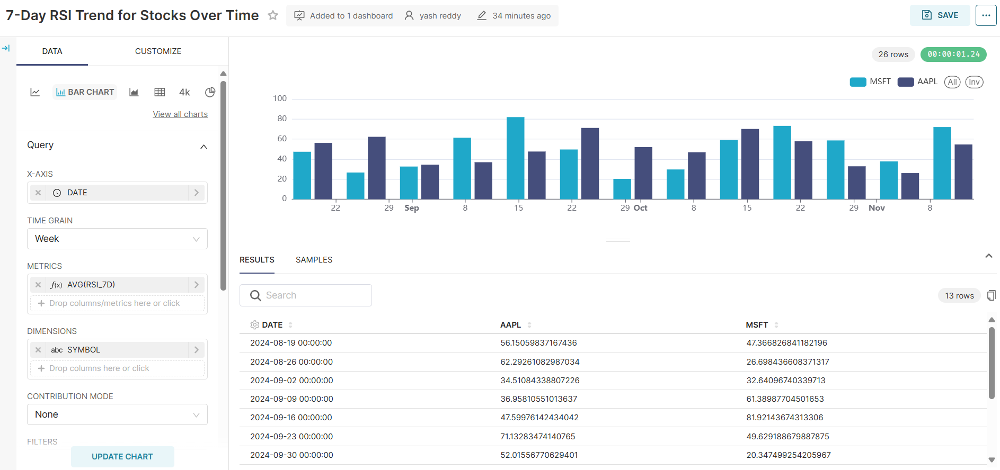 7-Day RSI Trend for Stocks Over Time
Added to 1 dashboard
yash reddy
34 minutes ago
SAVE
...
DATA
CUSTOMIZE
BAR CHART
4k
View all charts
Query
X-AXIS
DATE
TIME GRAIN
Week
METRICS
f(x) AVG(RSI_7D)
+ Drop columns/metrics here or click
DIMENSIONS
abc SYMBOL
+ Drop columns here or click
CONTRIBUTION MODE
None
FILTERS
UPDATE CHART
26 rows
00:00:01.24
MSFT AAPL All Inv
100
80
60
40
20
0
22 29 Sep 8 15 22 29 Oct 8 15 22 29 Nov 8
RESULTS
SAMPLES
Search
13 rows
DATE AAPL MSFT
2024-08-19 00:00:00 56.15059837167436 47.366826841182196
2024-08-26 00:00:00 62.29261082987034 26.698436608371317
2024-09-02 00:00:00 34.51084338807226 32.64096740339713
2024-09-09 00:00:00 36.95810551013637 61.38987704501653
2024-09-16 00:00:00 47.59976142434042 81.92143674313306
2024-09-23 00:00:00 71.13283474140765 49.629188679887875
2024-09-30 00:00:00 52.01556770629401 20.347499254205967